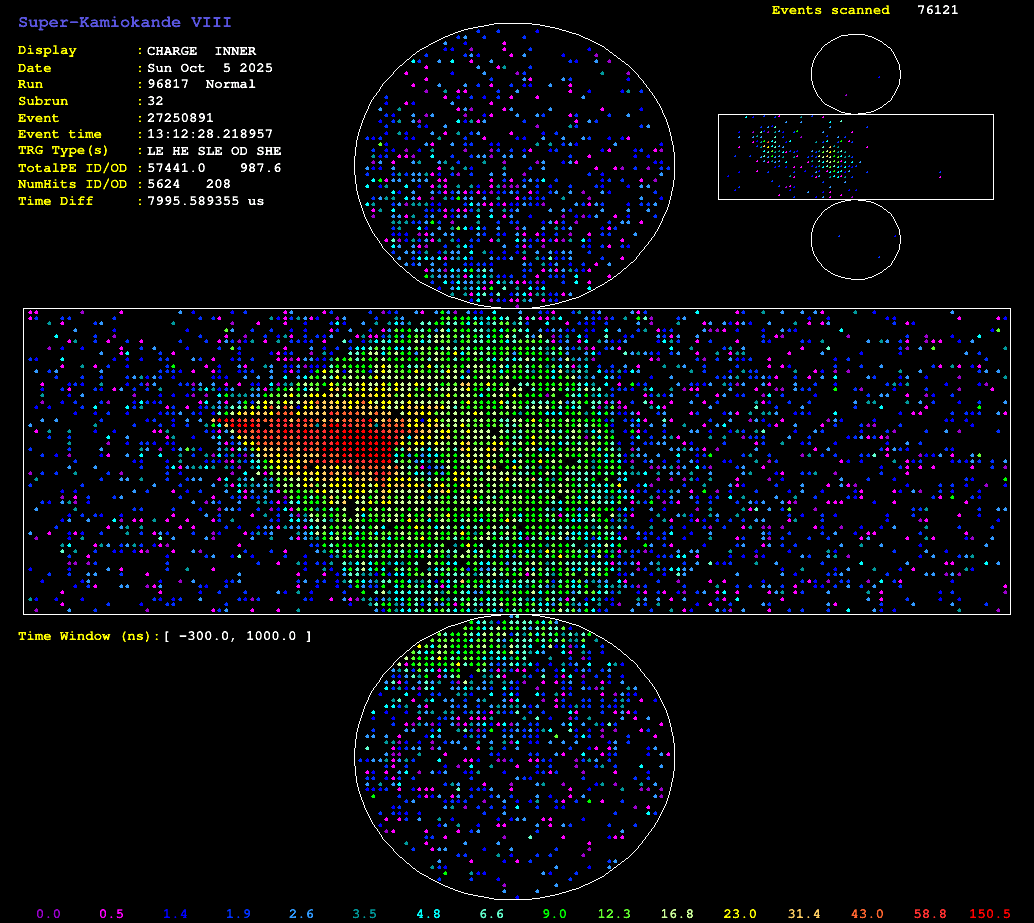 Super-Kamiokande VIII
Events scanned 76121
Display : CHARGE INNER
Date : Sun Oct 5 2025
Run : 96817 Normal
Subrun : 32
Event : 27250891
Event time : 13:12:28.218957
TRG Type(s) : LE HE SLE OD SHE
TotalPE ID/OD : 57441.0 987.6
NumHits ID/OD : 5624 208
Time Diff : 7995.589355 us
Time Window (ns):[ -300.0, 1000.0 ]
0.0 0.5 1.4 1.9 2.6 3.5 4.8 6.6 9.0 12.3 16.8 23.0 31.4 43.0 58.8 150.5